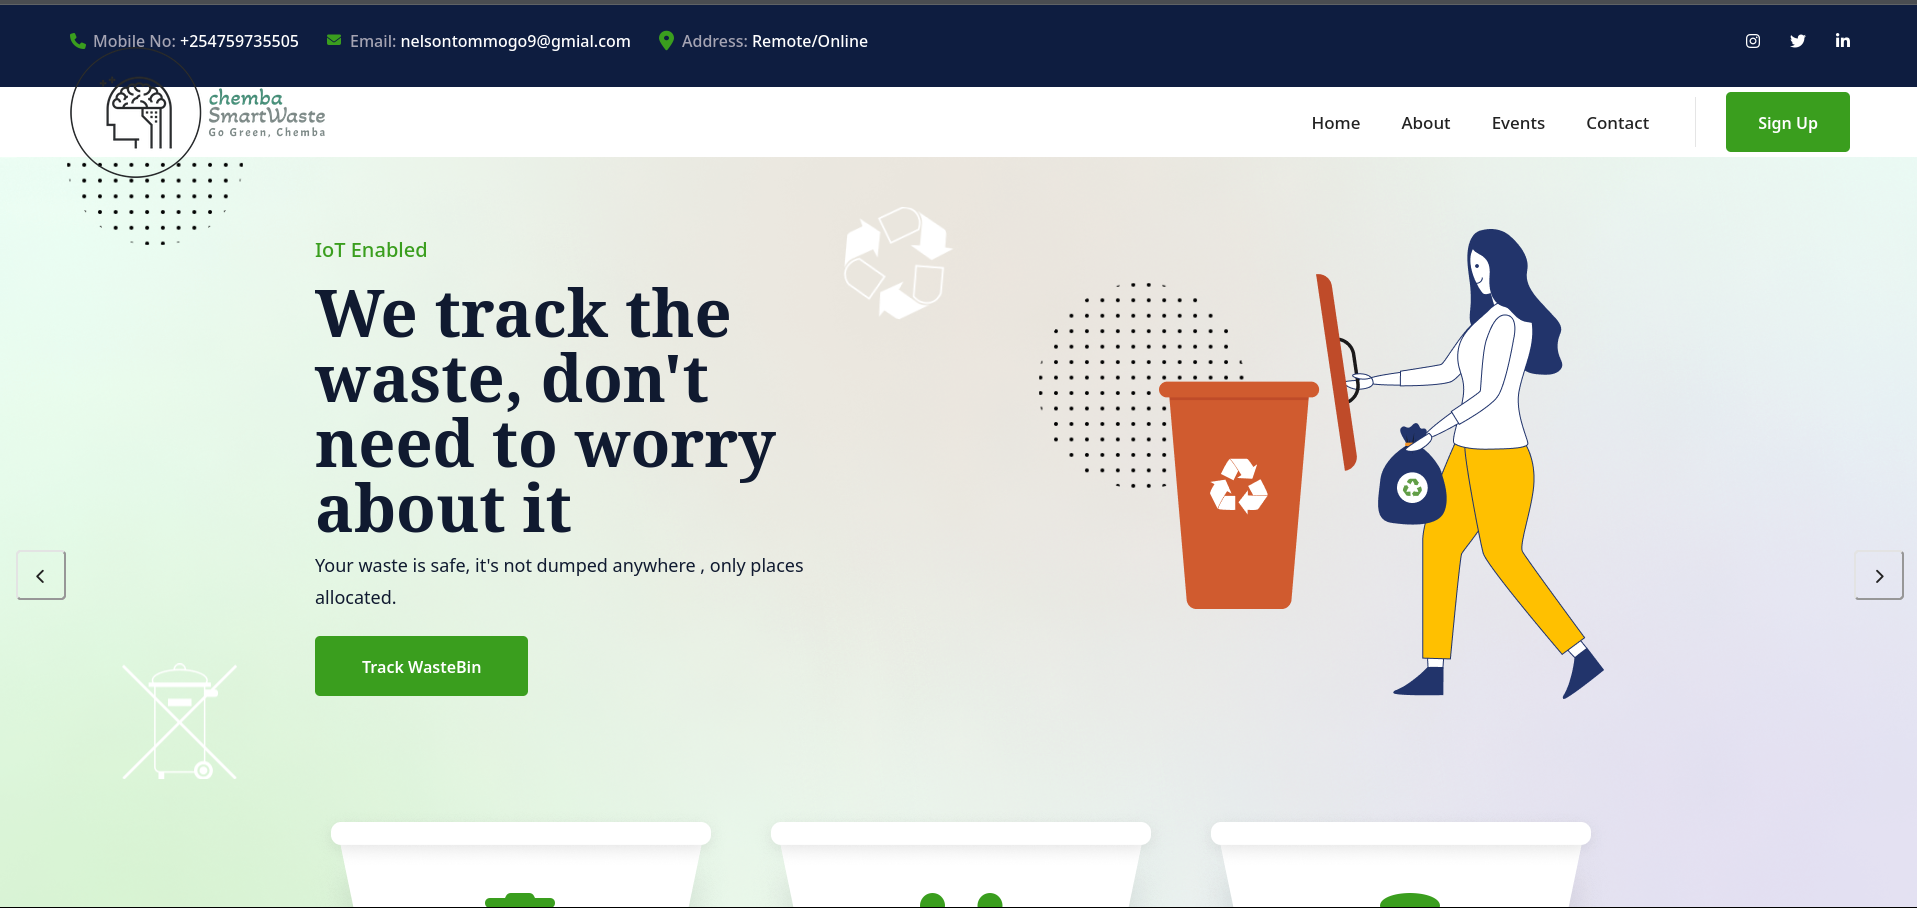 Mobile No: +254759735505
Email: nelsontommogo9@gmial.com
Address: Remote/Online
chemba
SmartWaste
Go Green, Chemba
Home
About
Events
Contact
Sign Up
IoT Enabled
We track the
waste, don't
need to worry
about it
Your waste is safe, it's not dumped anywhere , only places
allocated.
Track WasteBin